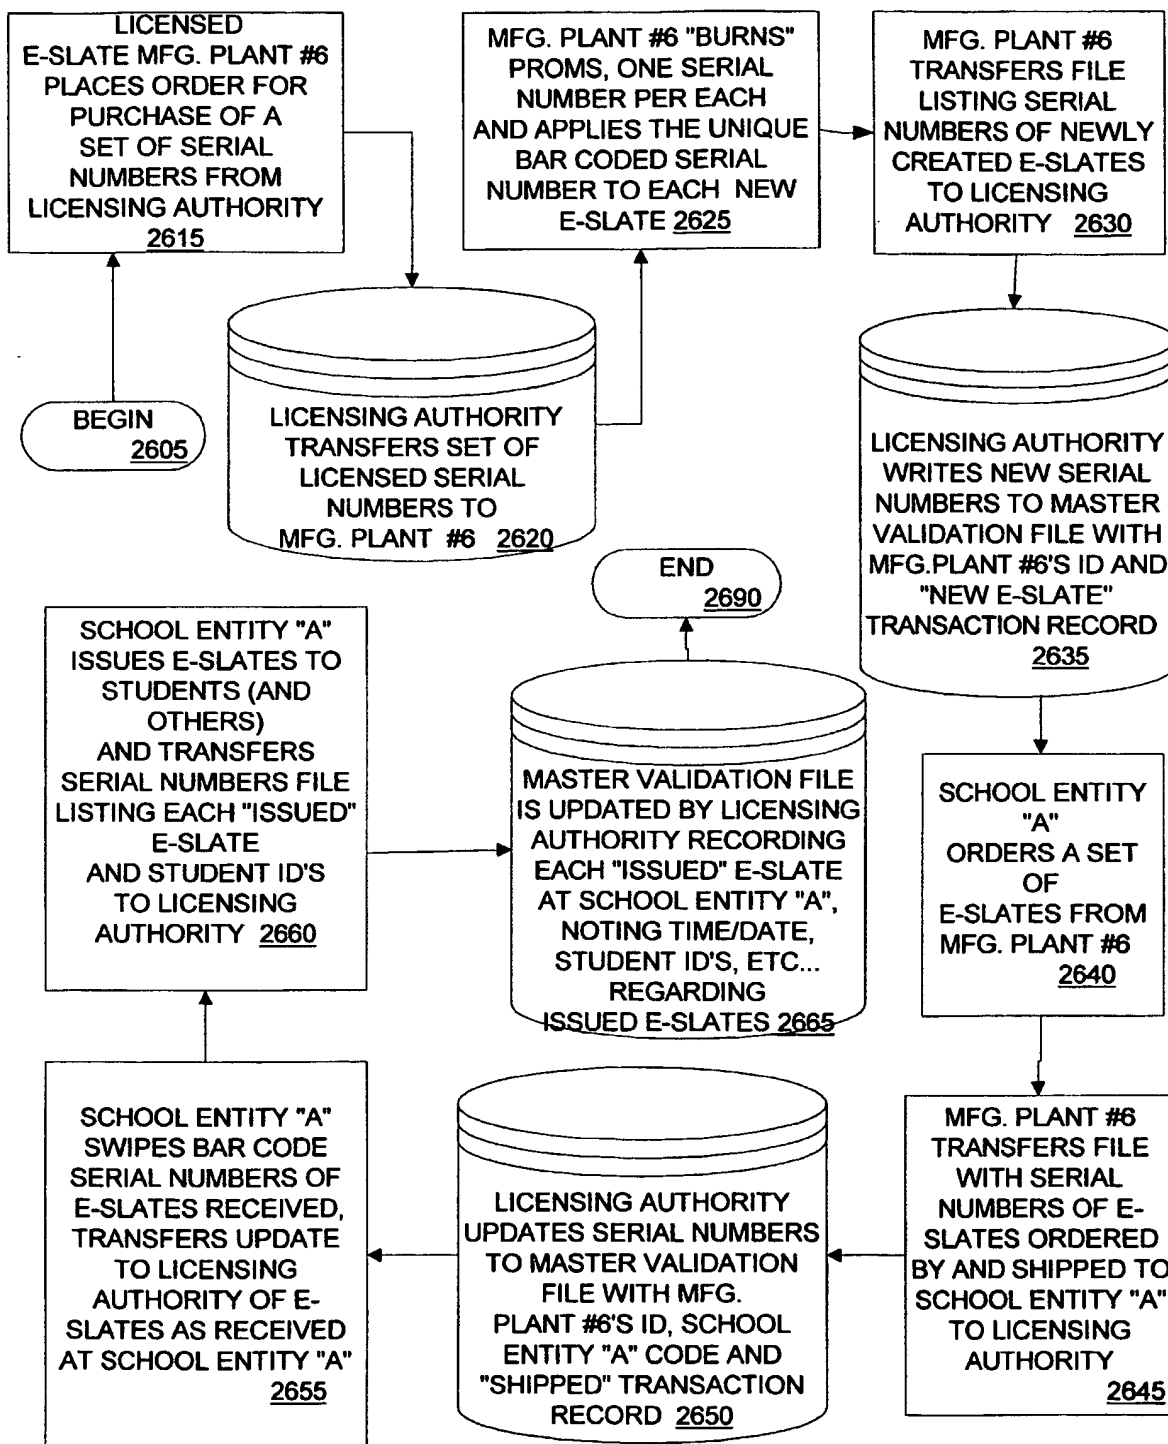 LICENSED
E-SLATE MFG. PLANT #6
PLACES ORDER FOR
PURCHASE OF A
SET OF SERIAL
NUMBERS FROM
LICENSING AUTHORITY
2615
MFG. PLANT #6 "BURNS"
PROMS, ONE SERIAL
NUMBER PER EACH
AND APPLIES THE UNIQUE
BAR CODED SERIAL
NUMBER TO EACH NEW
E-SLATE 2625
MFG. PLANT #6
TRANSFERS FILE
LISTING SERIAL
NUMBERS OF NEWLY
CREATED E-SLATES
TO LICENSING
AUTHORITY 2630
BEGIN
2605
LICENSING AUTHORITY
TRANSFERS SET OF
LICENSED SERIAL
NUMBERS TO
MFG. PLANT #6 2620
LICENSING AUTHORITY
WRITES NEW SERIAL
NUMBERS TO MASTER
VALIDATION FILE WITH
MFG.PLANT #6'S ID AND
"NEW E-SLATE"
TRANSACTION RECORD
2635
END
2690
SCHOOL ENTITY "A"
ISSUES E-SLATES TO
STUDENTS (AND
OTHERS)
AND TRANSFERS
SERIAL NUMBERS FILE
LISTING EACH "ISSUED"
E-SLATE
AND STUDENT ID'S
TO LICENSING
AUTHORITY 2660
MASTER VALIDATION FILE
IS UPDATED BY LICENSING
AUTHORITY RECORDING
EACH "ISSUED" E-SLATE
AT SCHOOL ENTITY "A",
NOTING TIME/DATE,
STUDENT ID'S, ETC...
REGARDING
ISSUED E-SLATES 2665
SCHOOL ENTITY
"A"
ORDERS A SET
OF
E-SLATES FROM
MFG. PLANT #6
2640
SCHOOL ENTITY "A"
SWIPES BAR CODE
SERIAL NUMBERS OF
E-SLATES RECEIVED,
TRANSFERS UPDATE
TO LICENSING
AUTHORITY OF E-
SLATES AS RECEIVED
AT SCHOOL ENTITY "A"
2655
LICENSING AUTHORITY
UPDATES SERIAL NUMBERS
TO MASTER VALIDATION
FILE WITH MFG.
PLANT #6'S ID, SCHOOL
ENTITY "A" CODE AND
"SHIPPED" TRANSACTION
RECORD 2650
MFG. PLANT #6
TRANSFERS FILE
WITH SERIAL
NUMBERS OF E-
SLATES ORDERED
BY AND SHIPPED TO
SCHOOL ENTITY "A"
TO LICENSING
AUTHORITY
2645